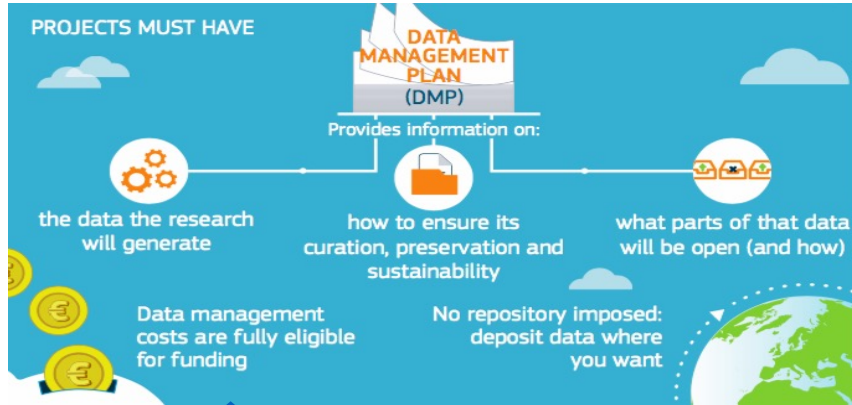 PROJECTS MUST HAVE
DATA
MANAGEMENT
PLAN
(DMP)
Provides information on:
the data the research
will generate
how to ensure its
curation, preservation and
sustainability
what parts of that data
will be open (and how)
Data management
costs are fully eligible
for funding
No repository imposed:
deposit data where
you want
€
€
€